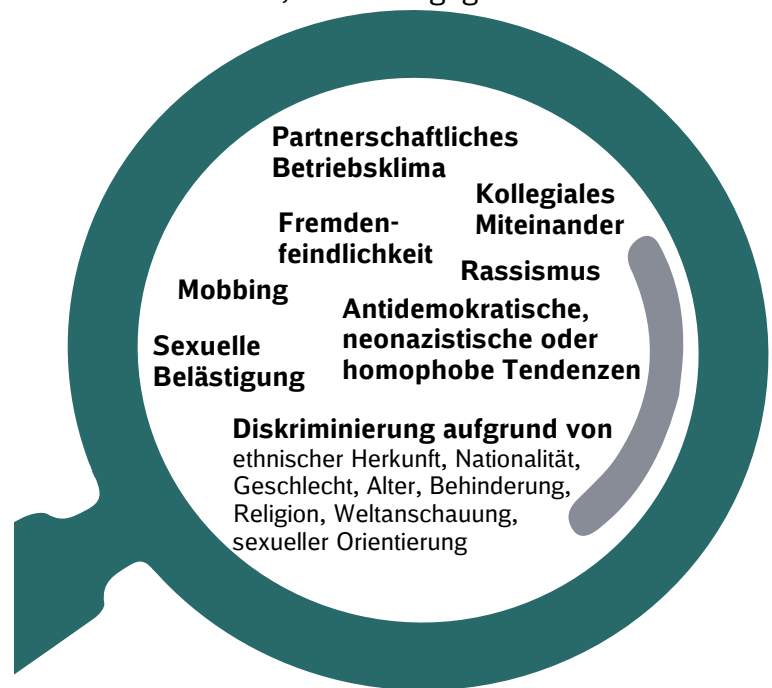 Partnerschaftliches
Betriebsklima
Kollegiales
Miteinander
Fremden-
feindlichkeit
Rassismus
Mobbing
Antidemokratische,
neonazistische oder
homophobe Tendenzen
Sexuelle
Belästigung
Diskriminierung aufgrund von
ethnischer Herkunft, Nationalität,
Geschlecht, Alter, Behinderung,
Religion, Weltanschauung,
sexueller Orientierung